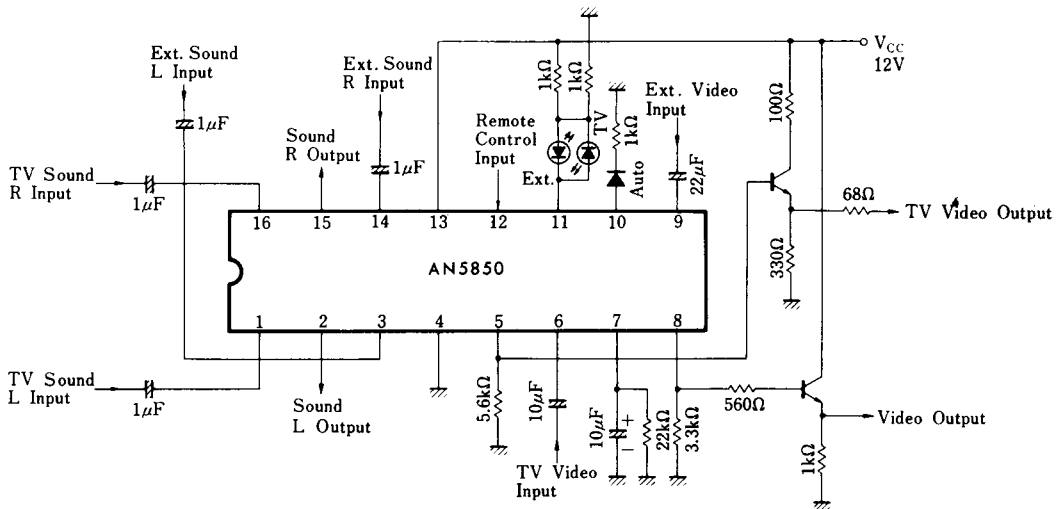 Ext. Sound
L Input
1μF
Ext. Sound
R Input
1μF
Sound
R Output
Remote
Control
Input
1kΩ
1kΩ
TV
Ext.
1kΩ
Auto
Ext. Video
Input
22μF
VCC
12V
100Ω
TV Sound
R Input
1μF
68Ω
TV Video Output
330Ω
16
15
14
13
12
11
10
9
AN5850
1
2
3
4
5
6
7
8
TV Sound
L Input
1μF
Sound
L Output
5.6kΩ
10μF
TV Video
Input
10μF
+
−
22kΩ
3.3kΩ
560Ω
Video Output
1kΩ